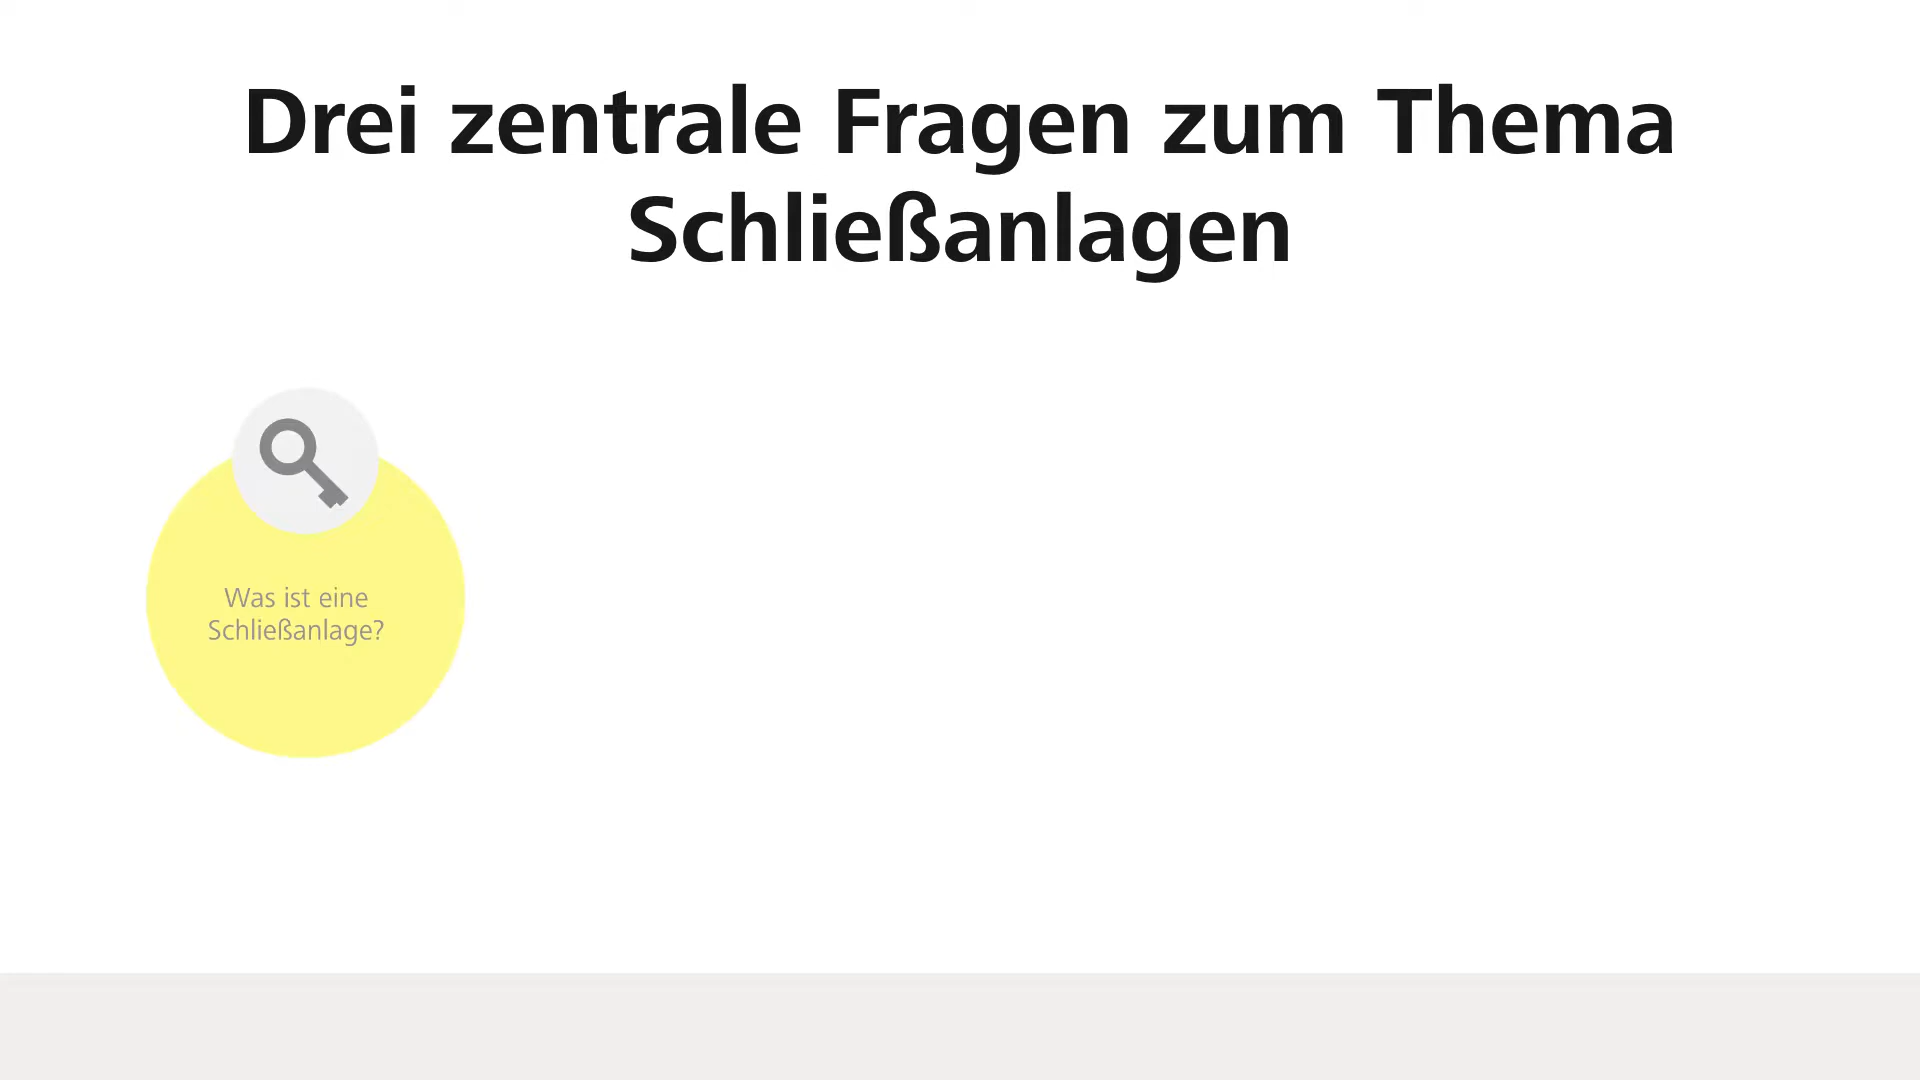 Drei zentrale Fragen zum Thema
Schließanlagen
Was ist eine
Schließanlage?